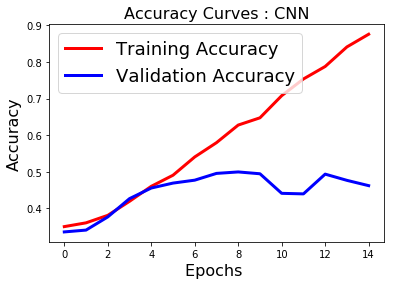 Accuracy Curves : CNN
Training Accuracy
Validation Accuracy
Accuracy
0.9
0.8
0.7
0.6
0.5
0.4
0 2 4 6 8 10 12 14
Epochs